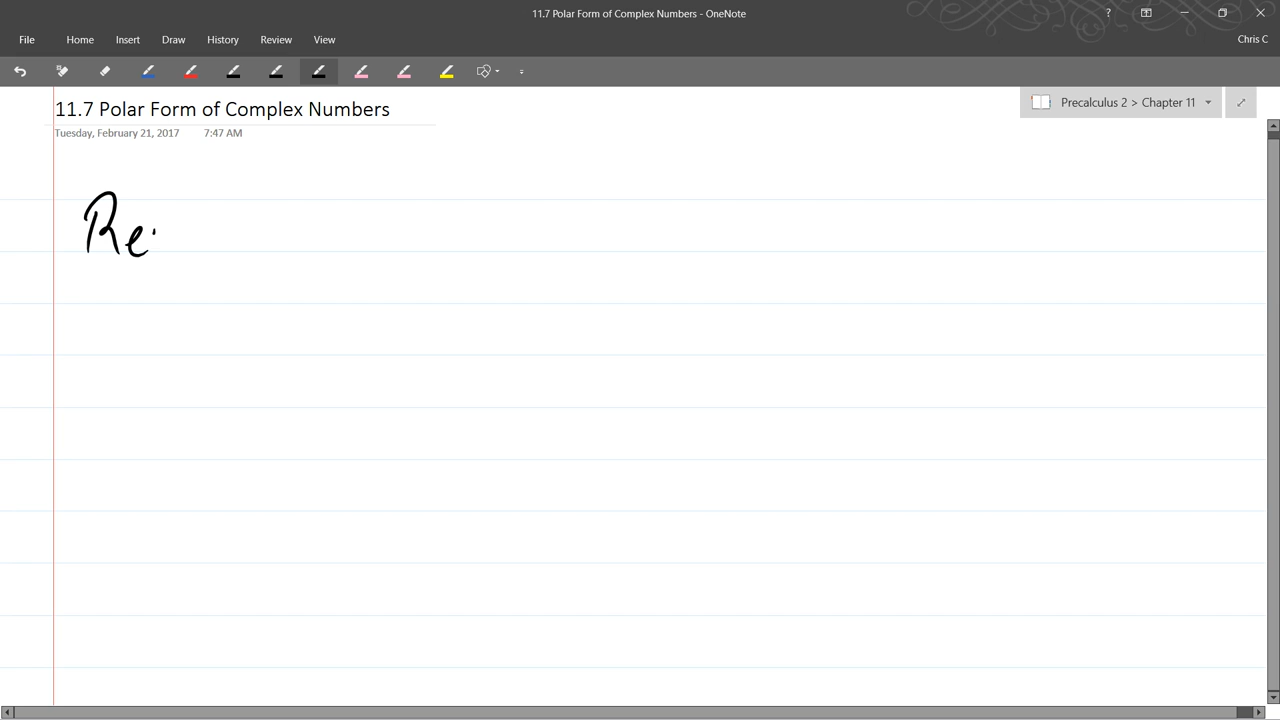 11.7 Polar Form of Complex Numbers - OneNote
?
File Home Insert Draw History Review View
Chris C
11.7 Polar Form of Complex Numbers
Precalculus 2 > Chapter 11
Tuesday, February 21, 2017 7:47 AM
Re